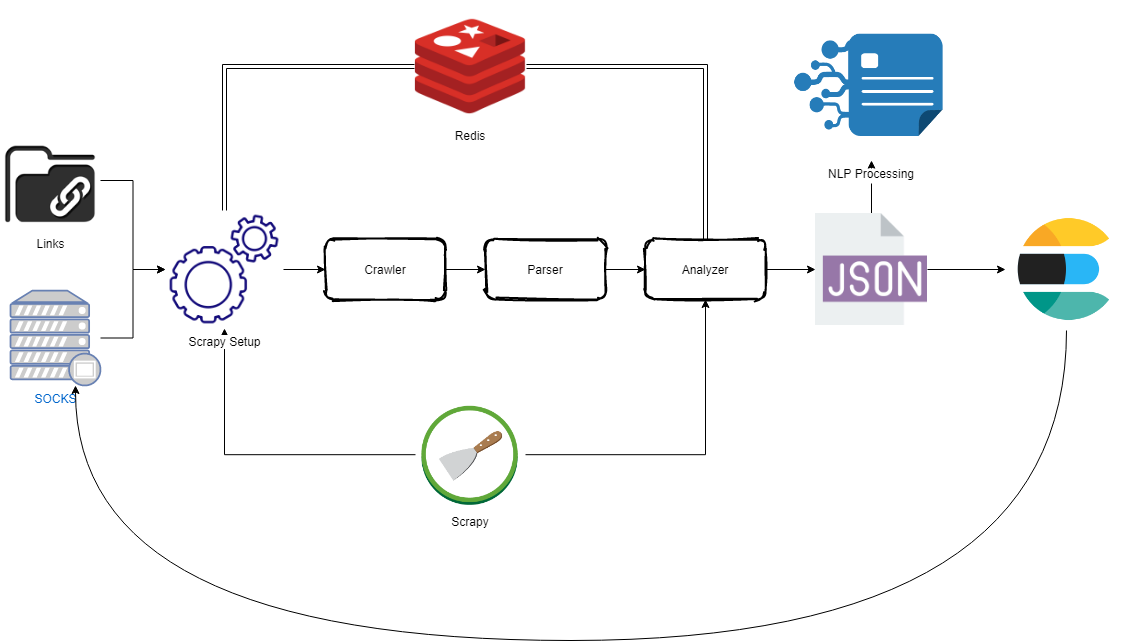 Redis
NLP Processing
Links
Crawler
Parser
Analyzer
JSON
Scrapy Setup
SOCKS
Scrapy